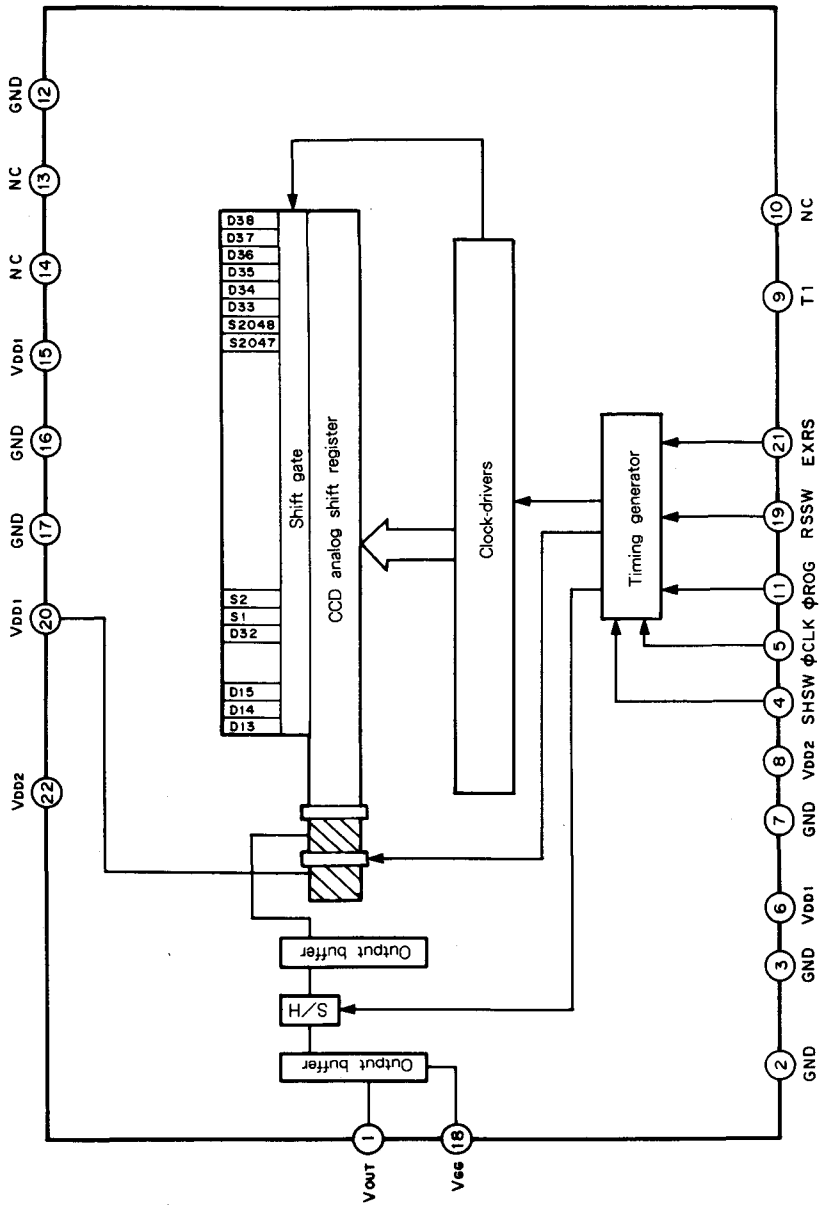 VDD2
22
VDD1
20
GND
17
GND
16
VDD1
15
NC
14
NC
13
GND
12
D13
D14
D15
D32
S1
S2
S2047
S2048
D33
D34
D35
D36
D37
D38
Shift gate
CCD analog shift register
Output buffer
S/H
Output buffer
Clock-drivers
Timing generator
VOUT
1
VGG
18
2
GND
3
GND
6
VDD1
7
GND
8
VDD2
4
SHSW
5
ϕCLK
11
ϕROG
19
RSSW
21
EXRS
9
T1
10
NC